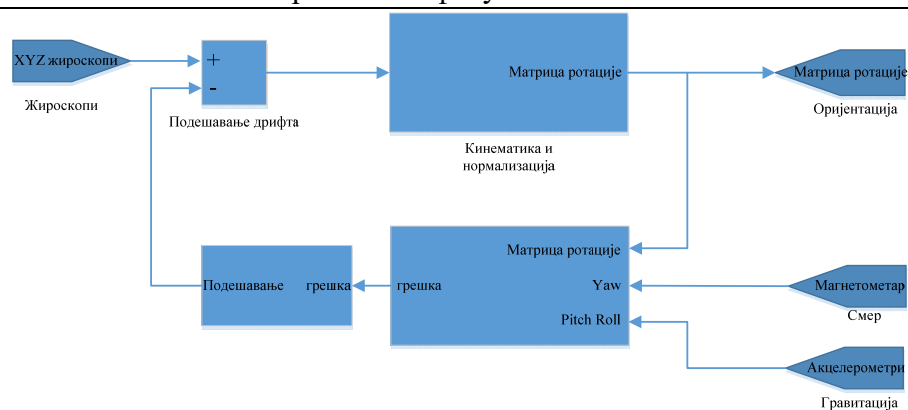 XYZ жироскопи
Жироскопи
+
-
Подешавање дрифта
Матрица ротације
Кинематика и
нормализација
Матрица ротације
Оријентација
Подешавање
грешка
грешка
Матрица ротације
Yaw
Pitch Roll
Магнетометар
Смер
Акцелерометри
Гравитација